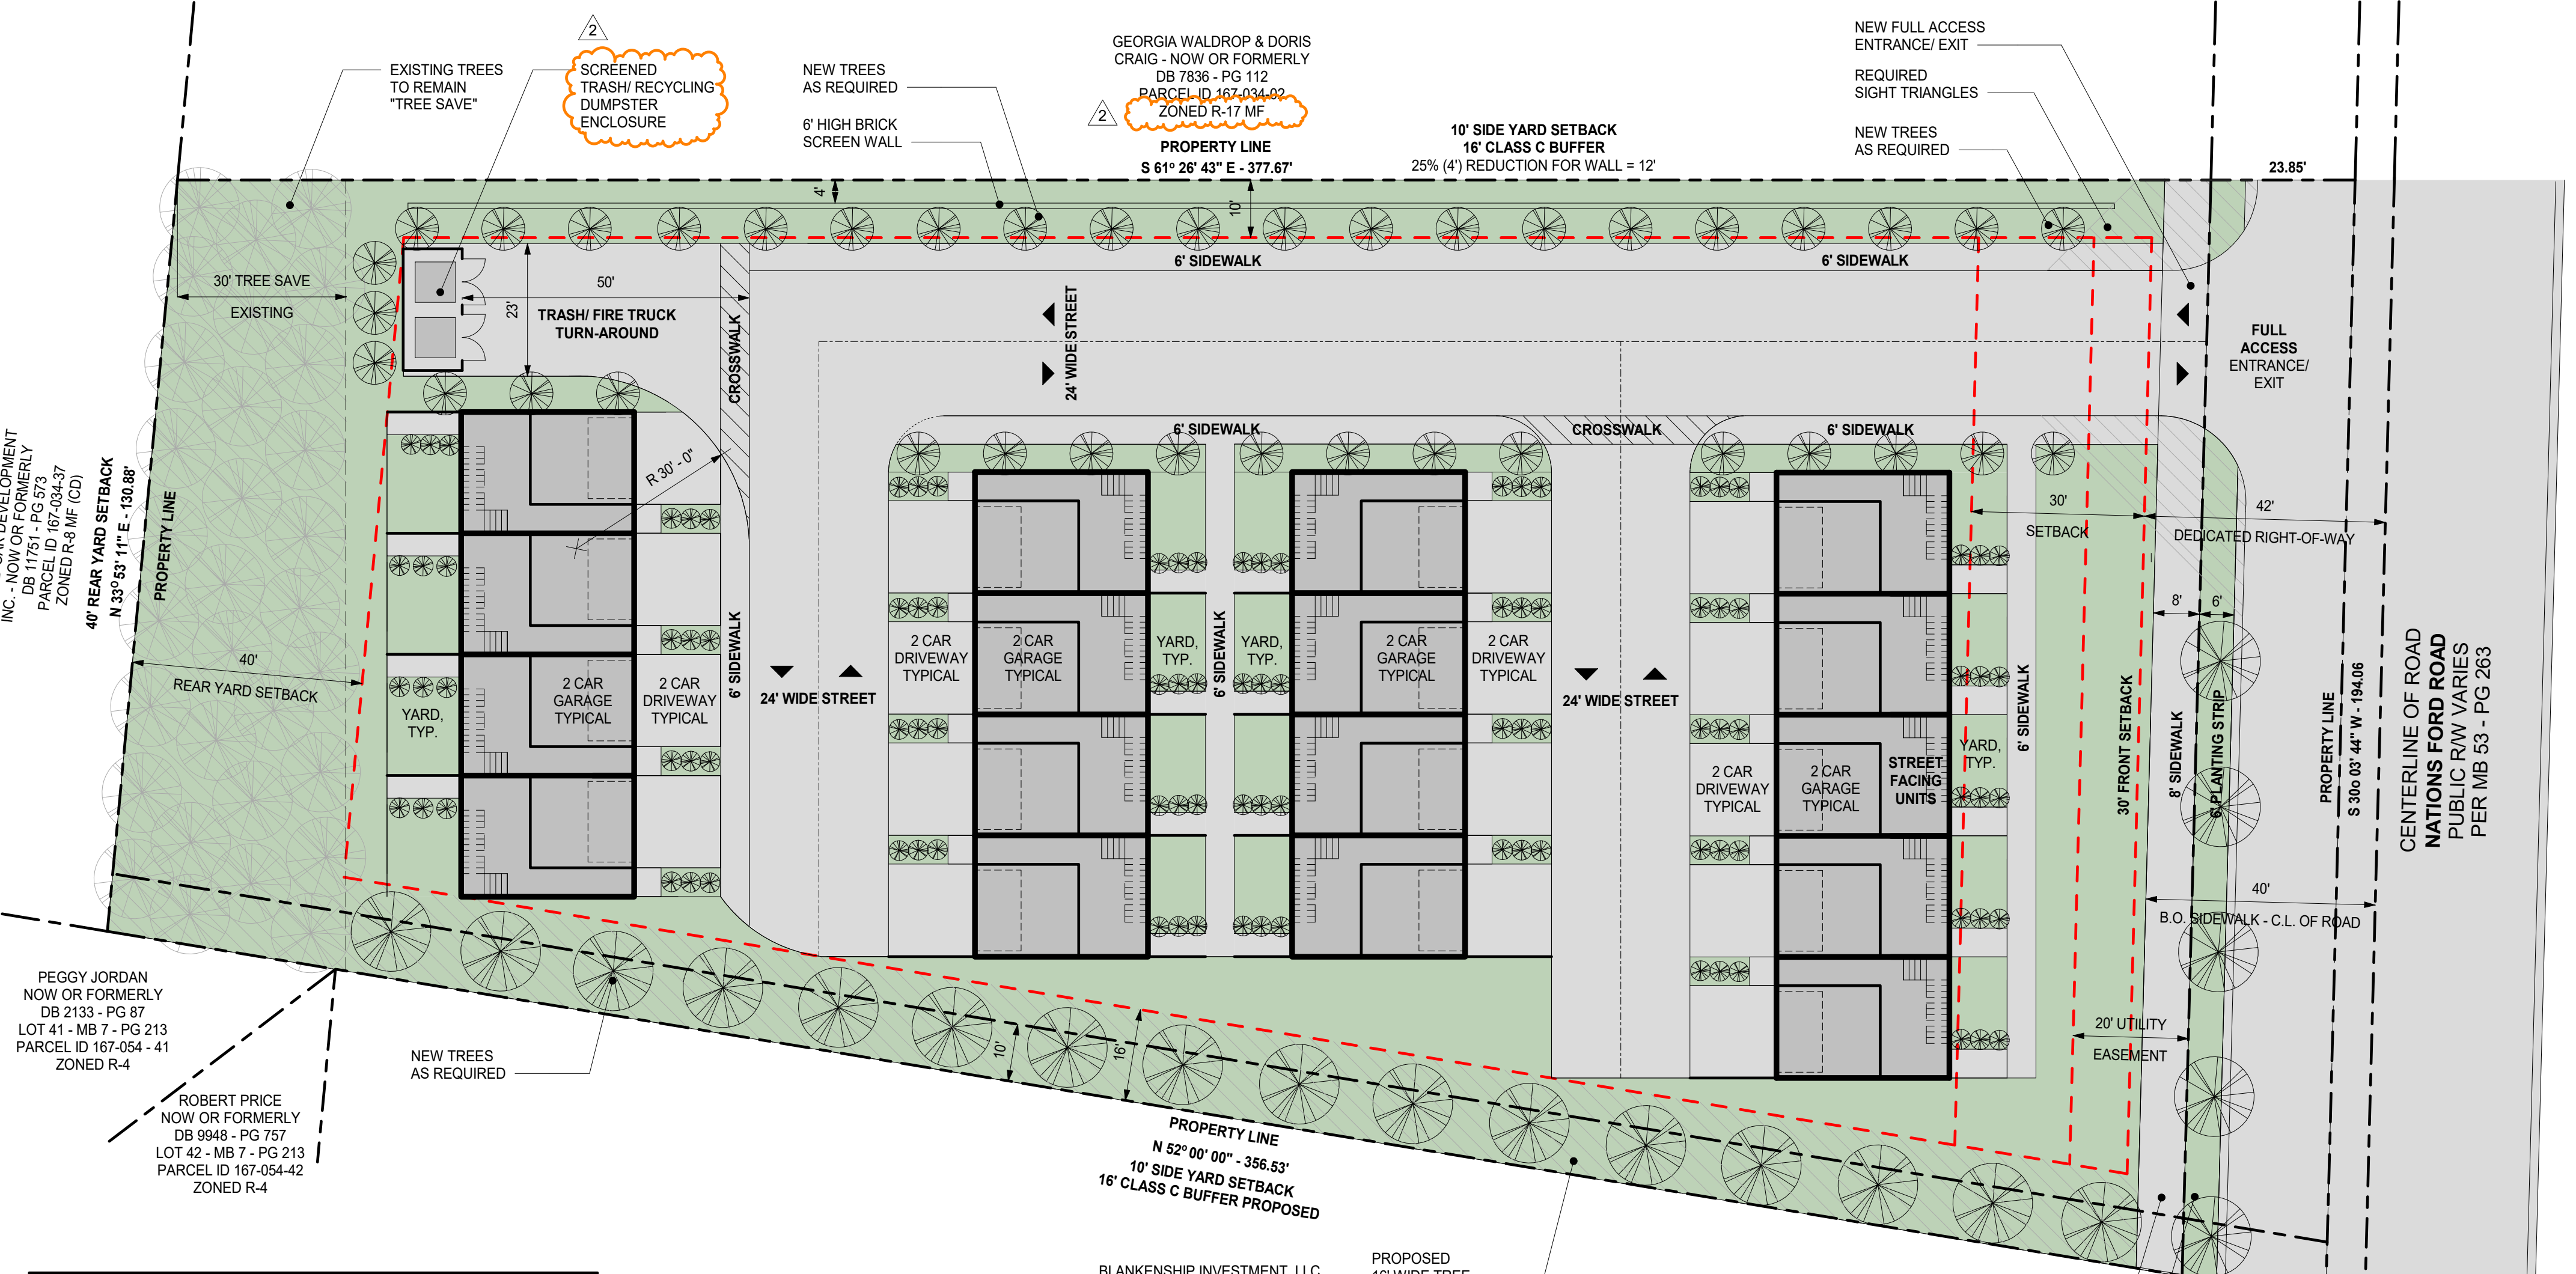 2
EXISTING TREES
TO REMAIN
"TREE SAVE"
SCREENED
TRASH/ RECYCLING
DUMPSTER
ENCLOSURE
NEW TREES
AS REQUIRED
6' HIGH BRICK
SCREEN WALL
GEORGIA WALDROP & DORIS
CRAIG - NOW OR FORMERLY
DB 7836 - PG 112
PARCEL ID 167-034-02
ZONED R-17 MF
2
PROPERTY LINE
S 61º 26' 43" E - 377.67'
10' SIDE YARD SETBACK
16' CLASS C BUFFER
25% (4') REDUCTION FOR WALL = 12'
NEW FULL ACCESS
ENTRANCE/ EXIT
REQUIRED
SIGHT TRIANGLES
NEW TREES
AS REQUIRED
23.85'
4'
10'
6' SIDEWALK
6' SIDEWALK
30' TREE SAVE
EXISTING
50'
23'
TRASH/ FIRE TRUCK
TURN-AROUND
CROSSWALK
24' WIDE STREET
FULL
ACCESS
ENTRANCE/
EXIT
6' SIDEWALK
CROSSWALK
6' SIDEWALK
R 30' - 0"
DEVELOPMENT
INC. - NOW OR FORMERLY
DB 11751 - PG 573
PARCEL ID 167-034-37
ZONED R-8 MF (CD)
40' REAR YARD SETBACK
N 33º 53' 11" E - 130.88'
PROPERTY LINE
40'
REAR YARD SETBACK
YARD,
TYP.
2 CAR
GARAGE
TYPICAL
2 CAR
DRIVEWAY
TYPICAL
6' SIDEWALK
24' WIDE STREET
2 CAR
DRIVEWAY
TYPICAL
2 CAR
GARAGE
TYPICAL
YARD,
TYP.
6' SIDEWALK
YARD,
TYP.
2 CAR
GARAGE
TYPICAL
2 CAR
DRIVEWAY
TYPICAL
24' WIDE STREET
2 CAR
DRIVEWAY
TYPICAL
2 CAR
GARAGE
TYPICAL
STREET
FACING
UNITS
YARD,
TYP.
6' SIDEWALK
30'
SETBACK
42'
DEDICATED RIGHT-OF-WAY
8'
6'
30' FRONT SETBACK
8' SIDEWALK
6' PLANTING STRIP
PROPERTY LINE
S 30o 03' 44" W - 194.06
CENTERLINE OF ROAD
NATIONS FORD ROAD
PUBLIC R/W VARIES
PER MB 53 - PG 263
40'
B.O. SIDEWALK - C.L. OF ROAD
20' UTILITY
EASEMENT
PEGGY JORDAN
NOW OR FORMERLY
DB 2133 - PG 87
LOT 41 - MB 7 - PG 213
PARCEL ID 167-054 - 41
ZONED R-4
ROBERT PRICE
NOW OR FORMERLY
DB 9948 - PG 757
LOT 42 - MB 7 - PG 213
PARCEL ID 167-054-42
ZONED R-4
NEW TREES
AS REQUIRED
10'
16'
PROPERTY LINE
N 52º 00' 00" - 356.53'
10' SIDE YARD SETBACK
16' CLASS C BUFFER PROPOSED
BLANKENSHIP INVESTMENT, LLC
PROPOSED
16' WIDE TREE